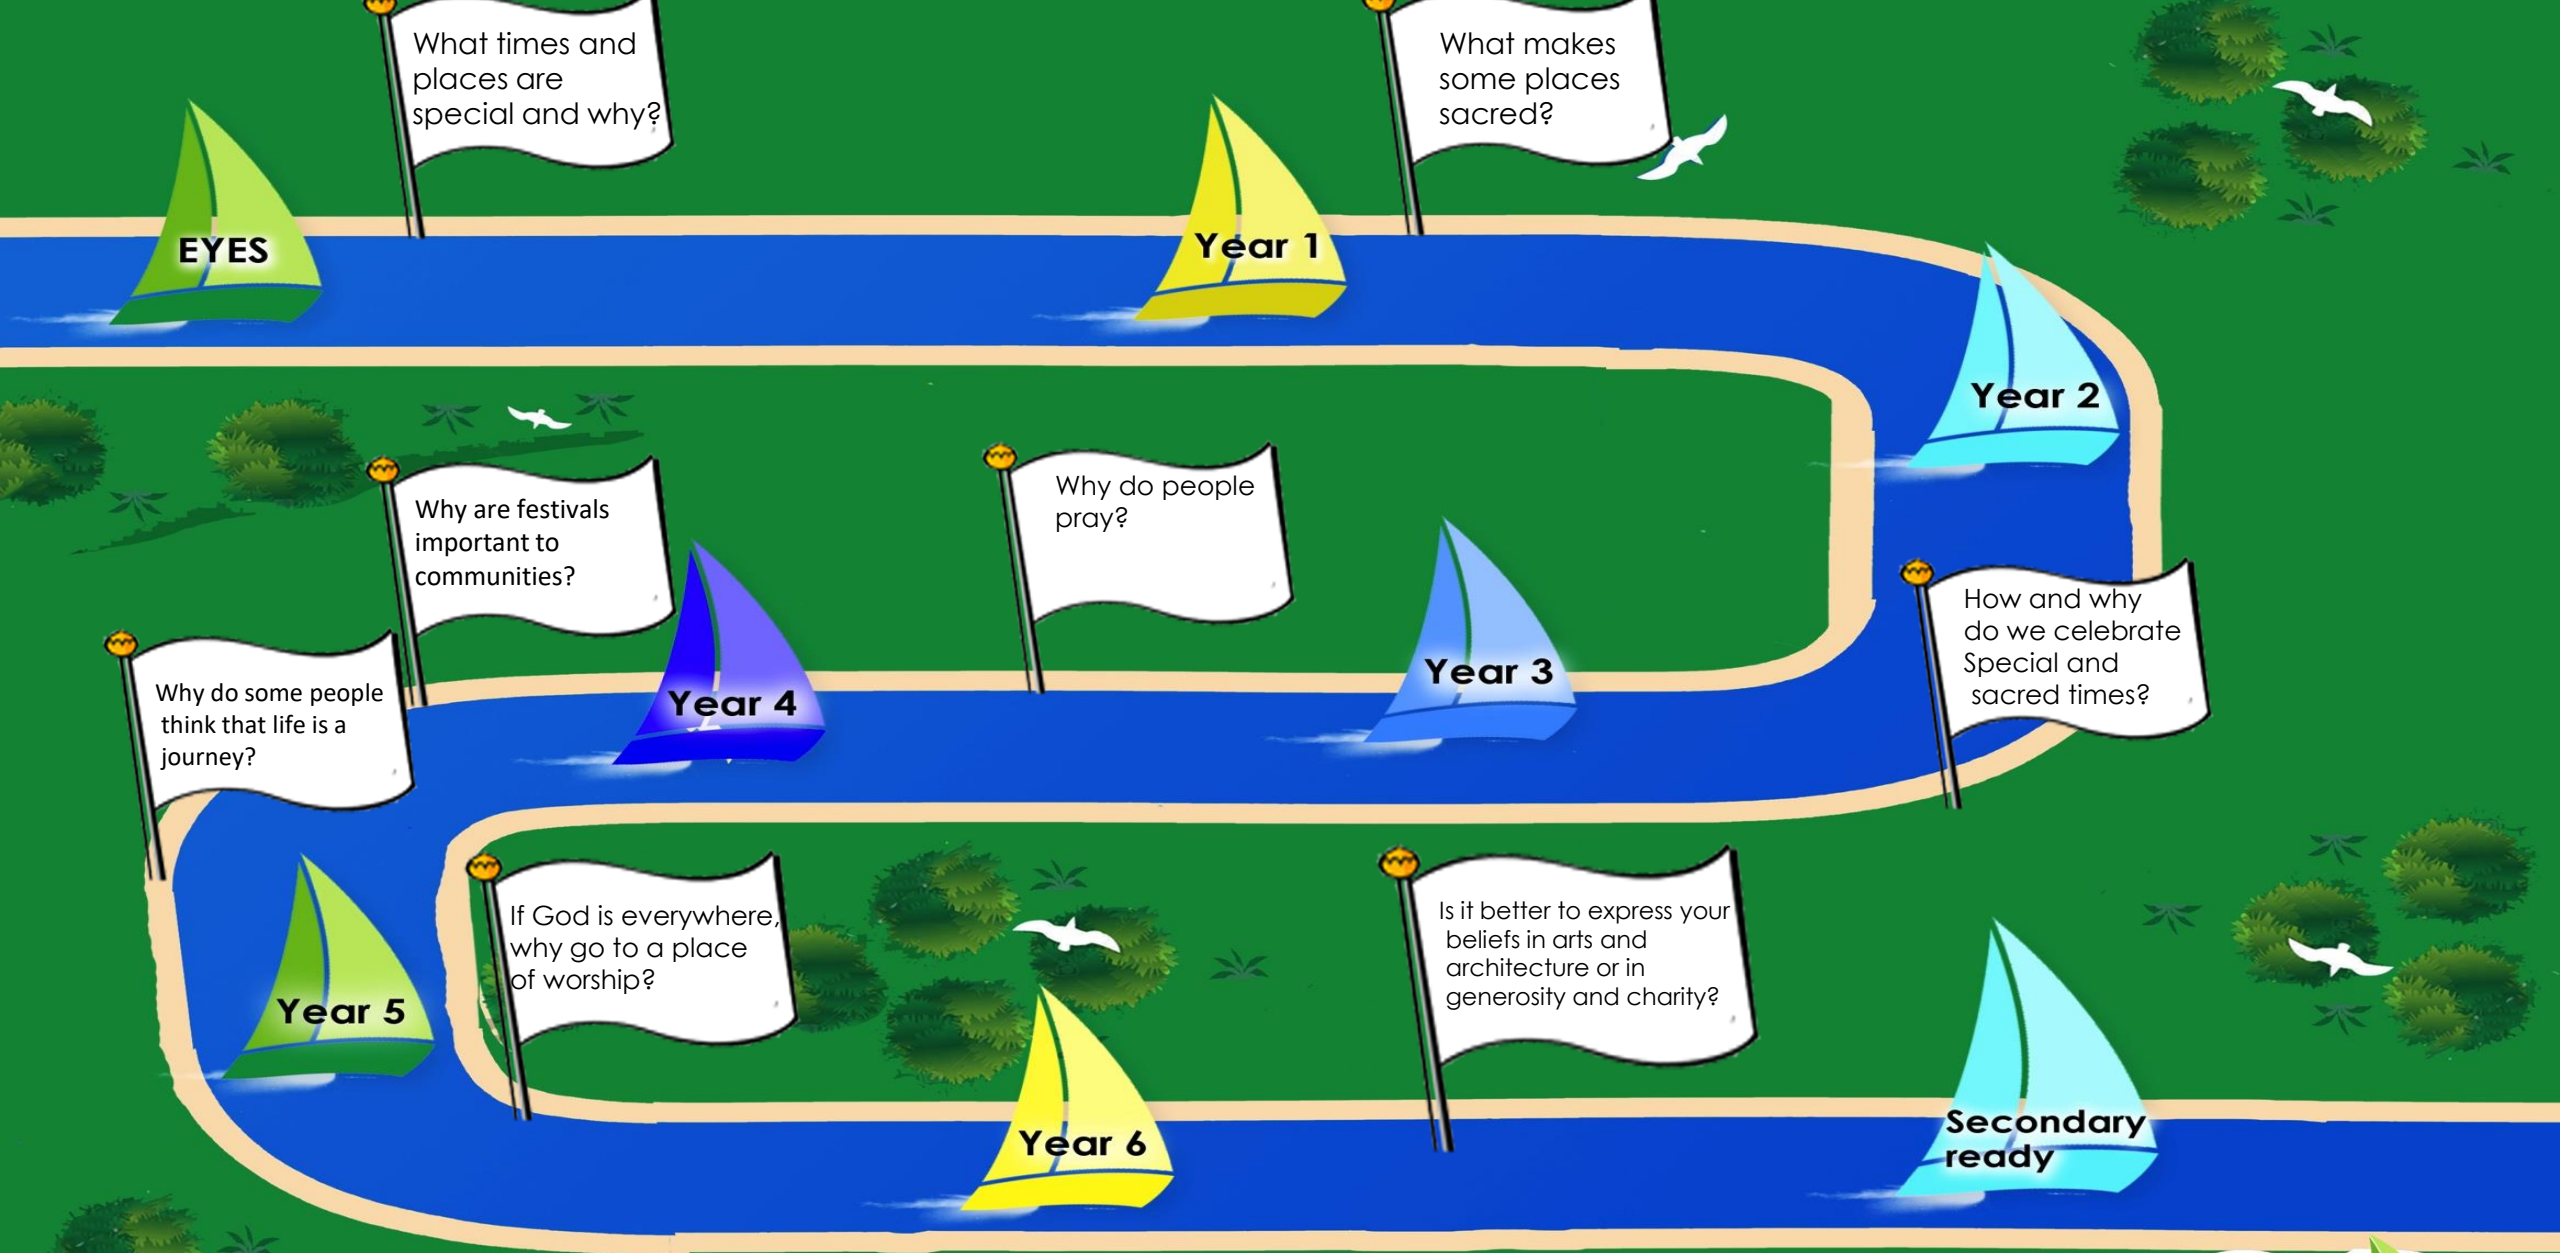 What times and
places are
special and why?
EYES
What makes
some places
sacred?
Year 1
Year 2
How and why
do we celebrate
Special and
sacred times?
Year 3
Why do people
pray?
Year 4
Why are festivals
important to
communities?
Why do some people
think that life is a
journey?
Year 5
If God is everywhere,
why go to a place
of worship?
Year 6
Is it better to express your
beliefs in arts and
architecture or in
generosity and charity?
Secondary
ready